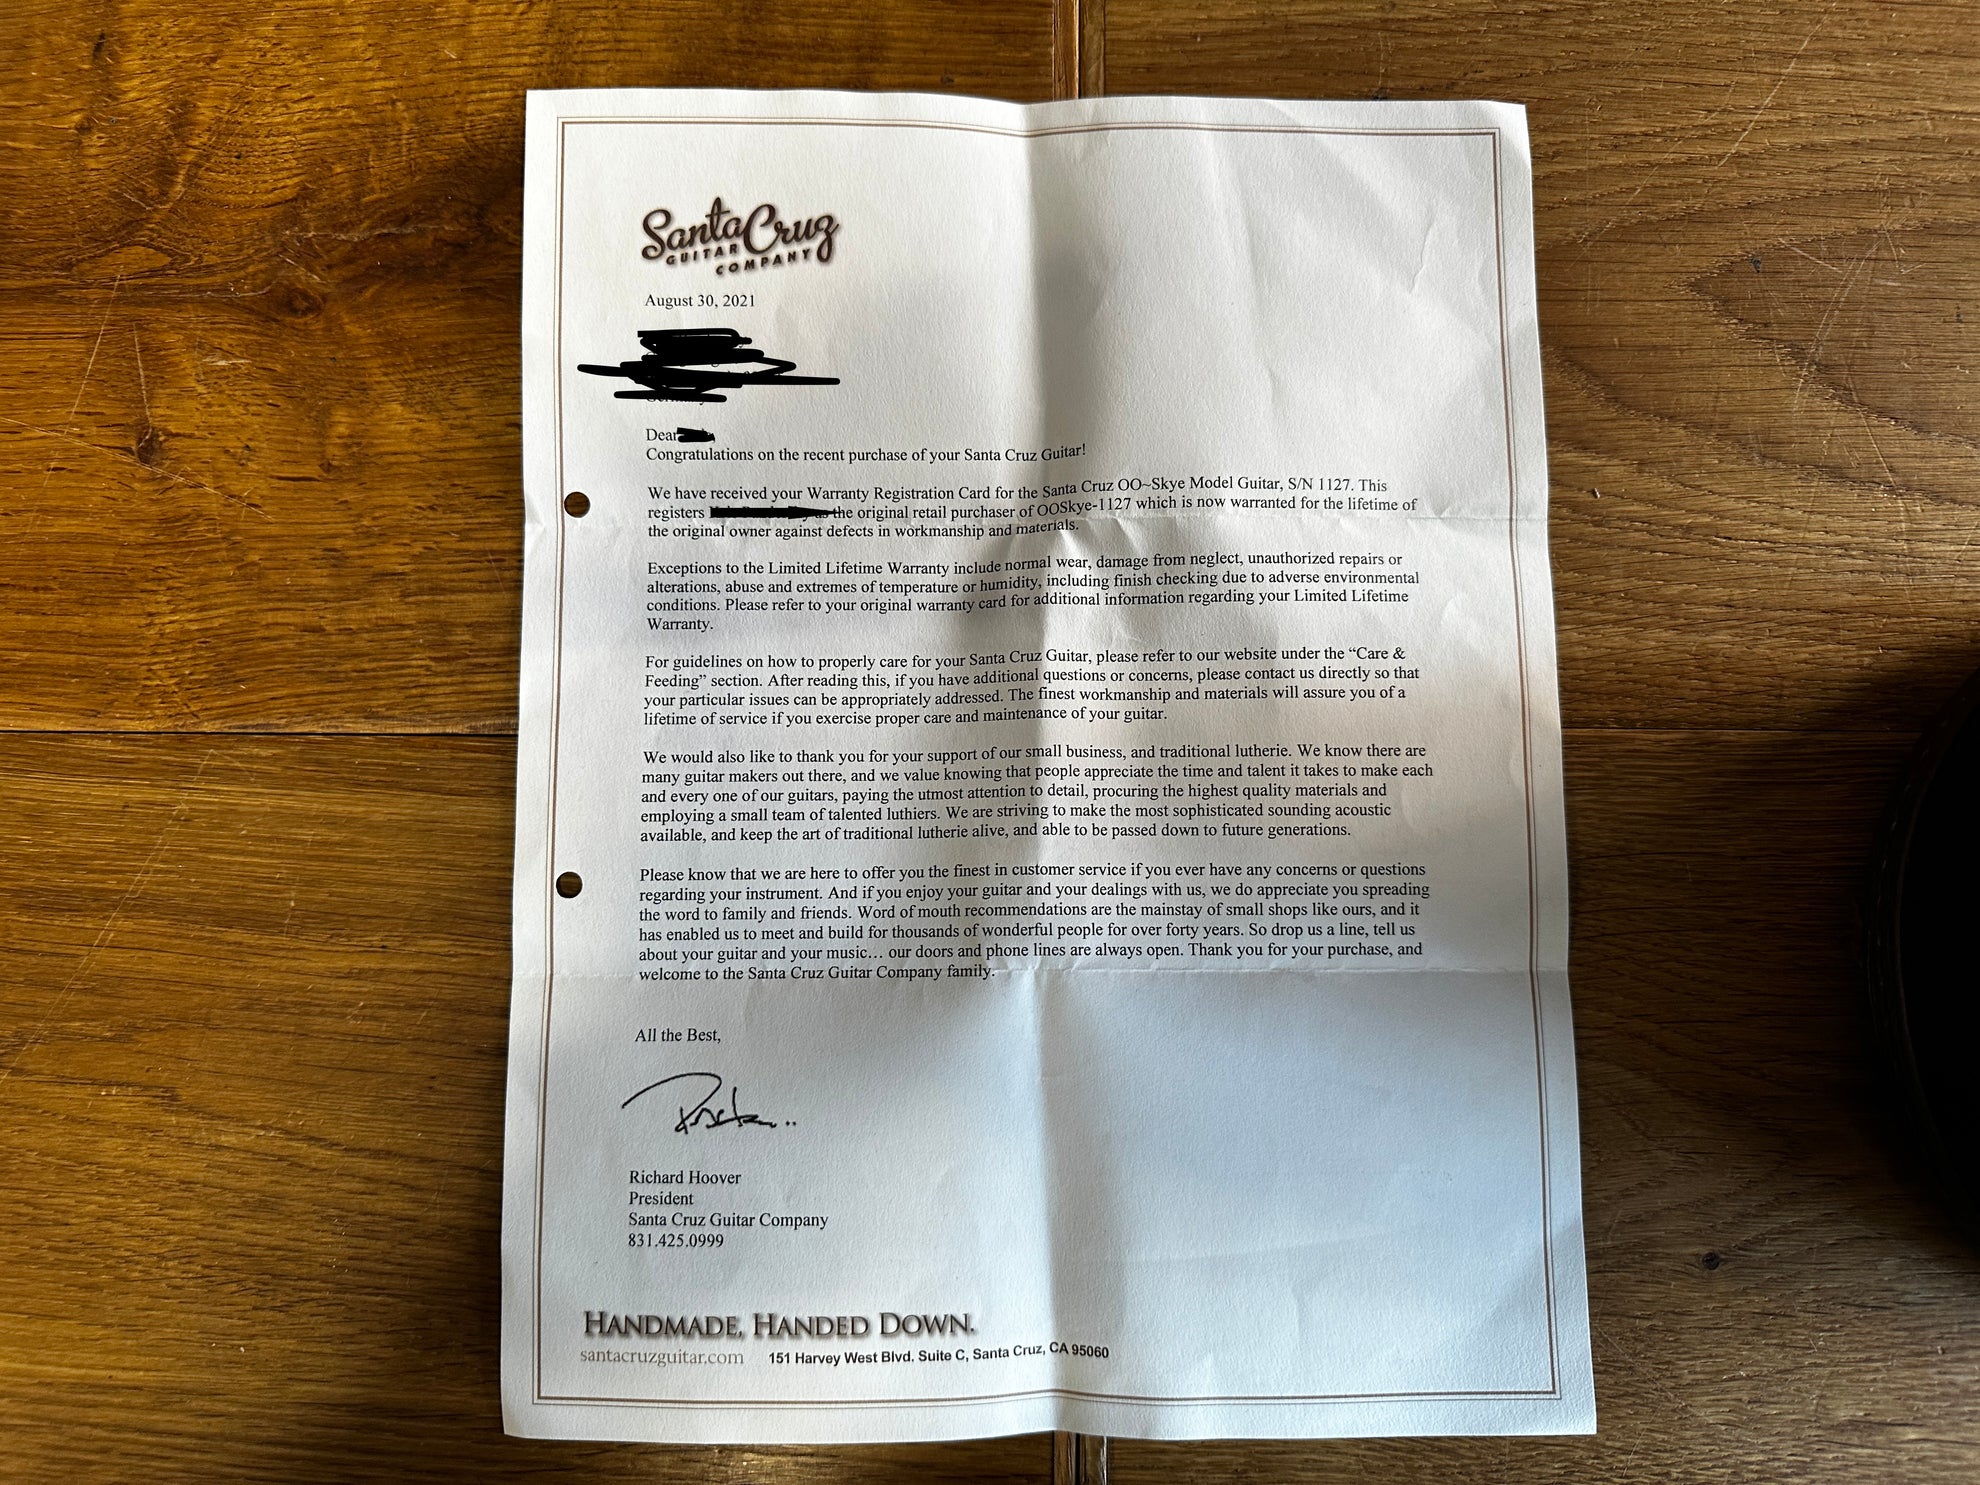 Santa Cruz
GUITAR
COMPANY
August 30, 2021
Dear
Congratulations on the recent purchase of your Santa Cruz Guitar!
We have received your Warranty Registration Card for the Santa Cruz OO~Skye Model Guitar, S/N 1127. This
registers the original retail purchaser of OOSkye-1127 which is now warranted for the lifetime of
the original owner against defects in workmanship and materials.
Exceptions to the Limited Lifetime Warranty include normal wear, damage from neglect, unauthorized repairs or
alterations, abuse and extremes of temperature or humidity, including finish checking due to adverse environmental
conditions. Please refer to your original warranty card for additional information regarding your Limited Lifetime
Warranty.
For guidelines on how to properly care for your Santa Cruz Guitar, please refer to our website under the “Care &
Feeding” section. After reading this, if you have additional questions or concerns, please contact us directly so that
your particular issues can be appropriately addressed. The finest workmanship and materials will assure you of a
lifetime of service if you exercise proper care and maintenance of your guitar.
We would also like to thank you for your support of our small business, and traditional lutherie. We know there are
many guitar makers out there, and we value knowing that people appreciate the time and talent it takes to make each
and every one of our guitars, paying the utmost attention to detail, procuring the highest quality materials and
employing a small team of talented luthiers. We are striving to make the most sophisticated sounding acoustic
available, and keep the art of traditional lutherie alive, and able to be passed down to future generations.
Please know that we are here to offer you the finest in customer service if you ever have any concerns or questions
regarding your instrument. And if you enjoy your guitar and your dealings with us, we do appreciate you spreading
the word to family and friends. Word of mouth recommendations are the mainstay of small shops like ours, and it
has enabled us to meet and build for thousands of wonderful people for over forty years. So drop us a line, tell us
about your guitar and your music… our doors and phone lines are always open. Thank you for your purchase, and
welcome to the Santa Cruz Guitar Company family.
All the Best,
Richard Hoover
President
Santa Cruz Guitar Company
831.425.0999
HANDMADE, HANDED DOWN.
santacruzguitar.com 151 Harvey West Blvd. Suite C, Santa Cruz, CA 95060